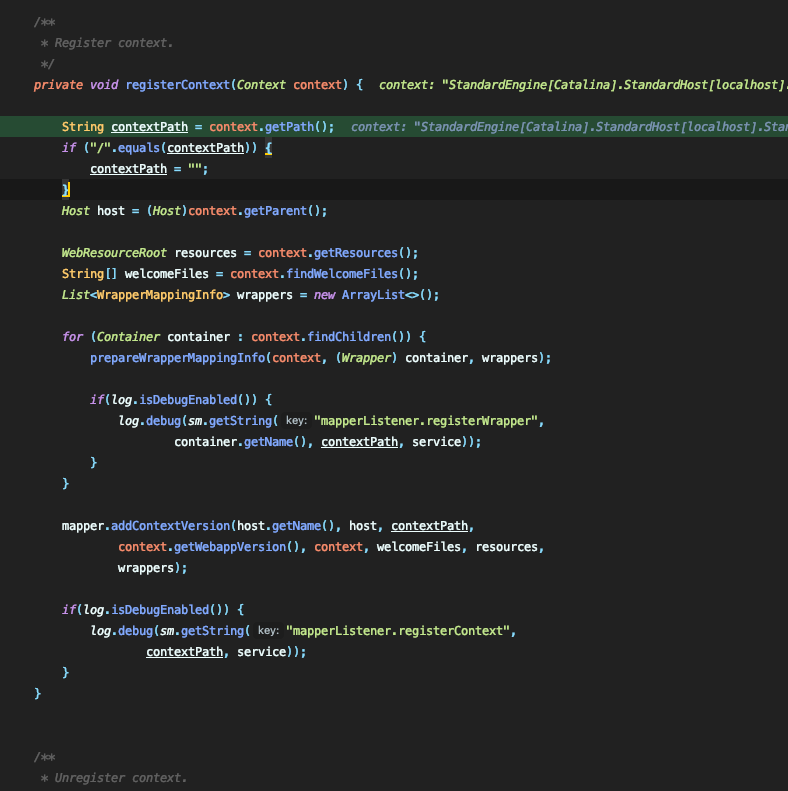 /**
 * Register context.
 */
private void registerContext(Context context) {  context: "StandardEngine[Catalina].StandardHost[localhost].
String contextPath = context.getPath();  context: "StandardEngine[Catalina].StandardHost[localhost].Stan
if ("/".equals(contextPath)) {
contextPath = "";
}
Host host = (Host)context.getParent();
WebResourceRoot resources = context.getResources();
String[] welcomeFiles = context.findWelcomeFiles();
List<WrapperMappingInfo> wrappers = new ArrayList<>();
for (Container container : context.findChildren()) {
prepareWrapperMappingInfo(context, (Wrapper) container, wrappers);
if(log.isDebugEnabled()) {
log.debug(sm.getString( key: "mapperListener.registerWrapper",
container.getName(), contextPath, service));
}
}
mapper.addContextVersion(host.getName(), host, contextPath,
context.getWebappVersion(), context, welcomeFiles, resources,
wrappers);
if(log.isDebugEnabled()) {
log.debug(sm.getString( key: "mapperListener.registerContext",
contextPath, service));
}
}
/**
 * Unregister context.